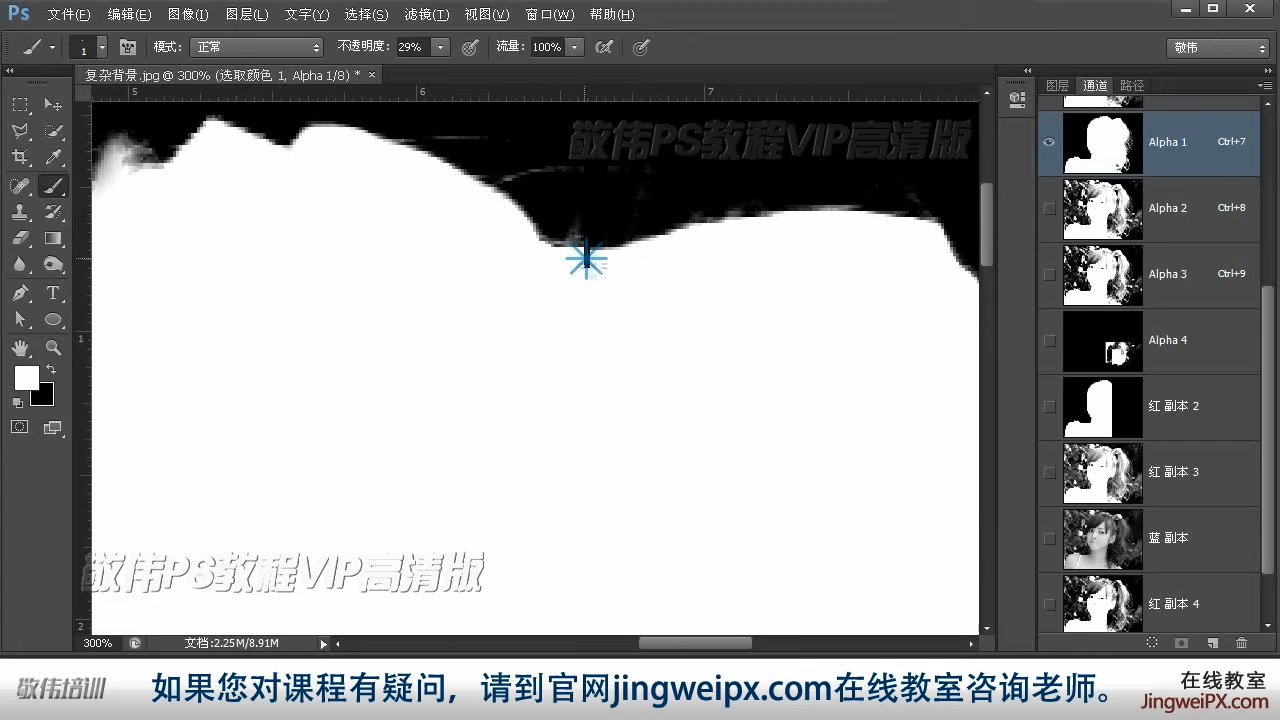 Ps 文件(F) 编辑(E) 图像(I) 图层(L) 文字(Y) 选择(S) 滤镜(T) 视图(V) 窗口(W) 帮助(H)
1 模式: 正常 不透明度: 29% 流量: 100% 敬伟
复杂背景.jpg @ 300% (选取颜色 1, Alpha 1/8) * ×
图层 通道 路径
5 6 7
敬伟PS教程VIP高清版
Alpha 1 Ctrl+7
Alpha 2 Ctrl+8
Alpha 3 Ctrl+9
1
Alpha 4
红 副本 2
红 副本 3
蓝 副本
敬伟PS教程VIP高清版
红 副本 4
2
300% 文档:2.25M/8.91M
敬伟培训 如果您对课程有疑问，请到官网jingweipx.com在线教室咨询老师。
在线教室
JingweiPX.com